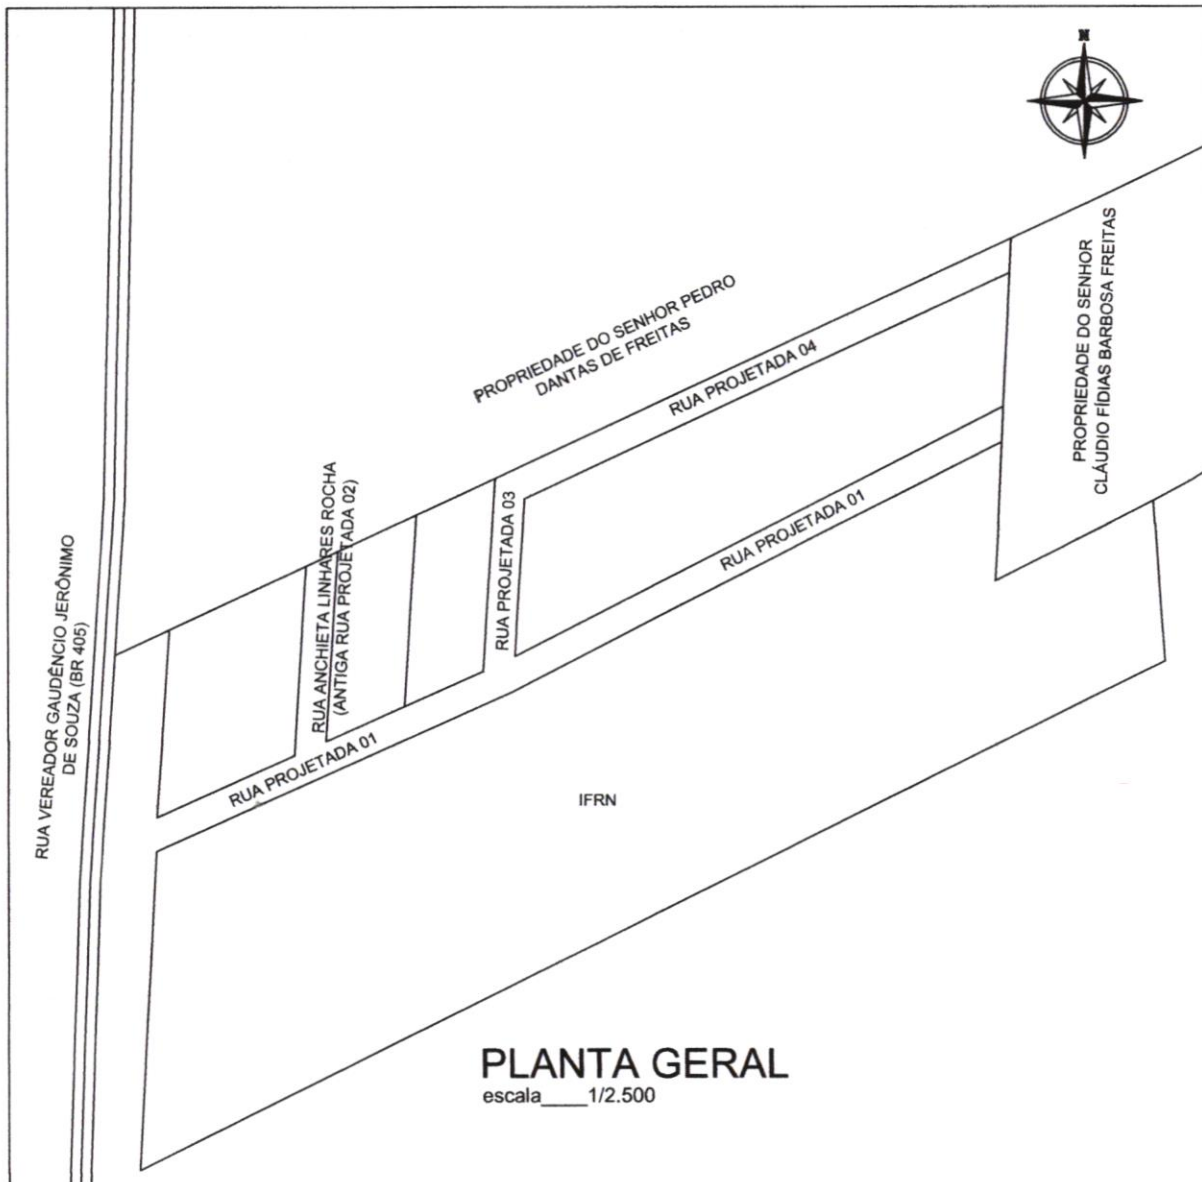 N
PROPRIEDADE DO SENHOR
CLÁUDIO FÍDIAS BARBOSA FREITAS
PROPRIEDADE DO SENHOR PEDRO
DANTAS DE FREITAS
RUA PROJETADA 04
RUA ANCHIETA LINHARES ROCHA
(ANTIGA RUA PROJETADA 02)
RUA PROJETADA 03
RUA PROJETADA 01
RUA VEREADOR GAUDÊNCIO JERÔNIMO
DE SOUZA (BR 405)
RUA PROJETADA 01
IFRN
PLANTA GERAL
escala____1/2.500